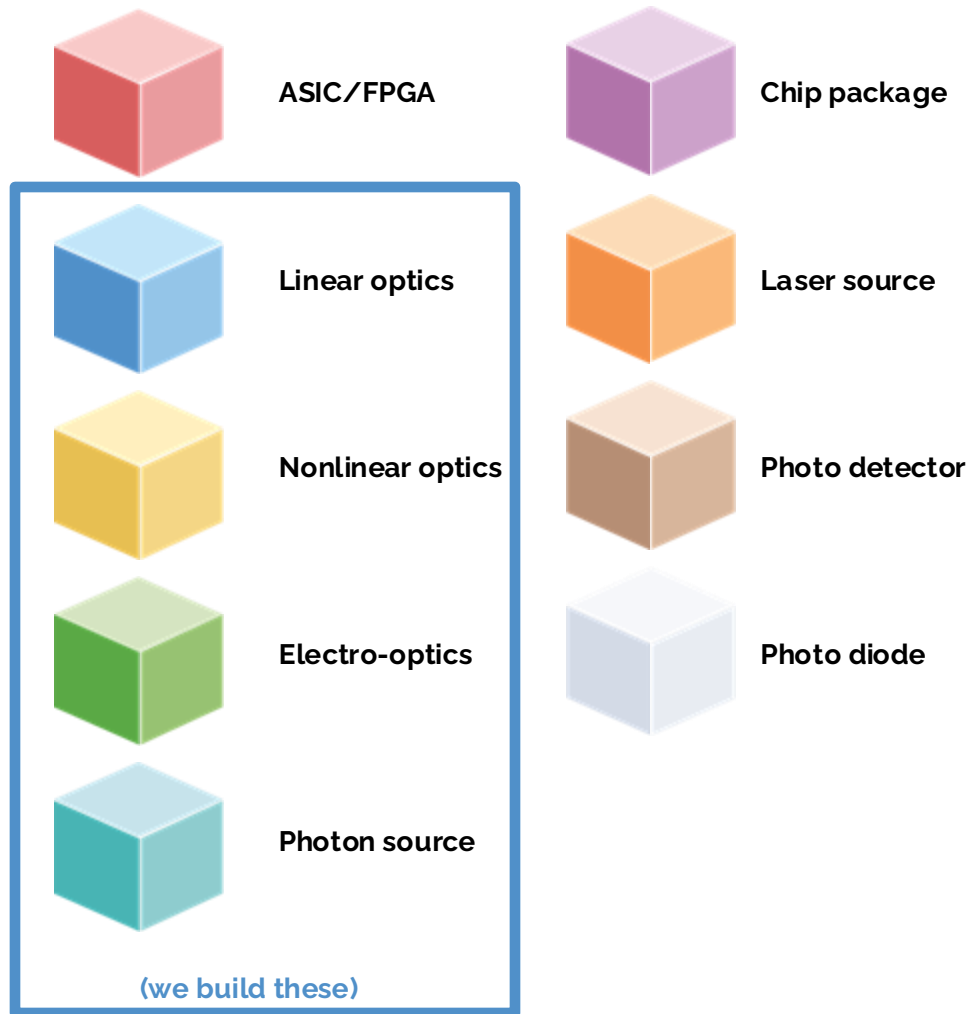 ASIC/FPGA
Linear optics
Nonlinear optics
Electro-optics
Photon source
(we build these)
Chip package
Laser source
Photo detector
Photo diode